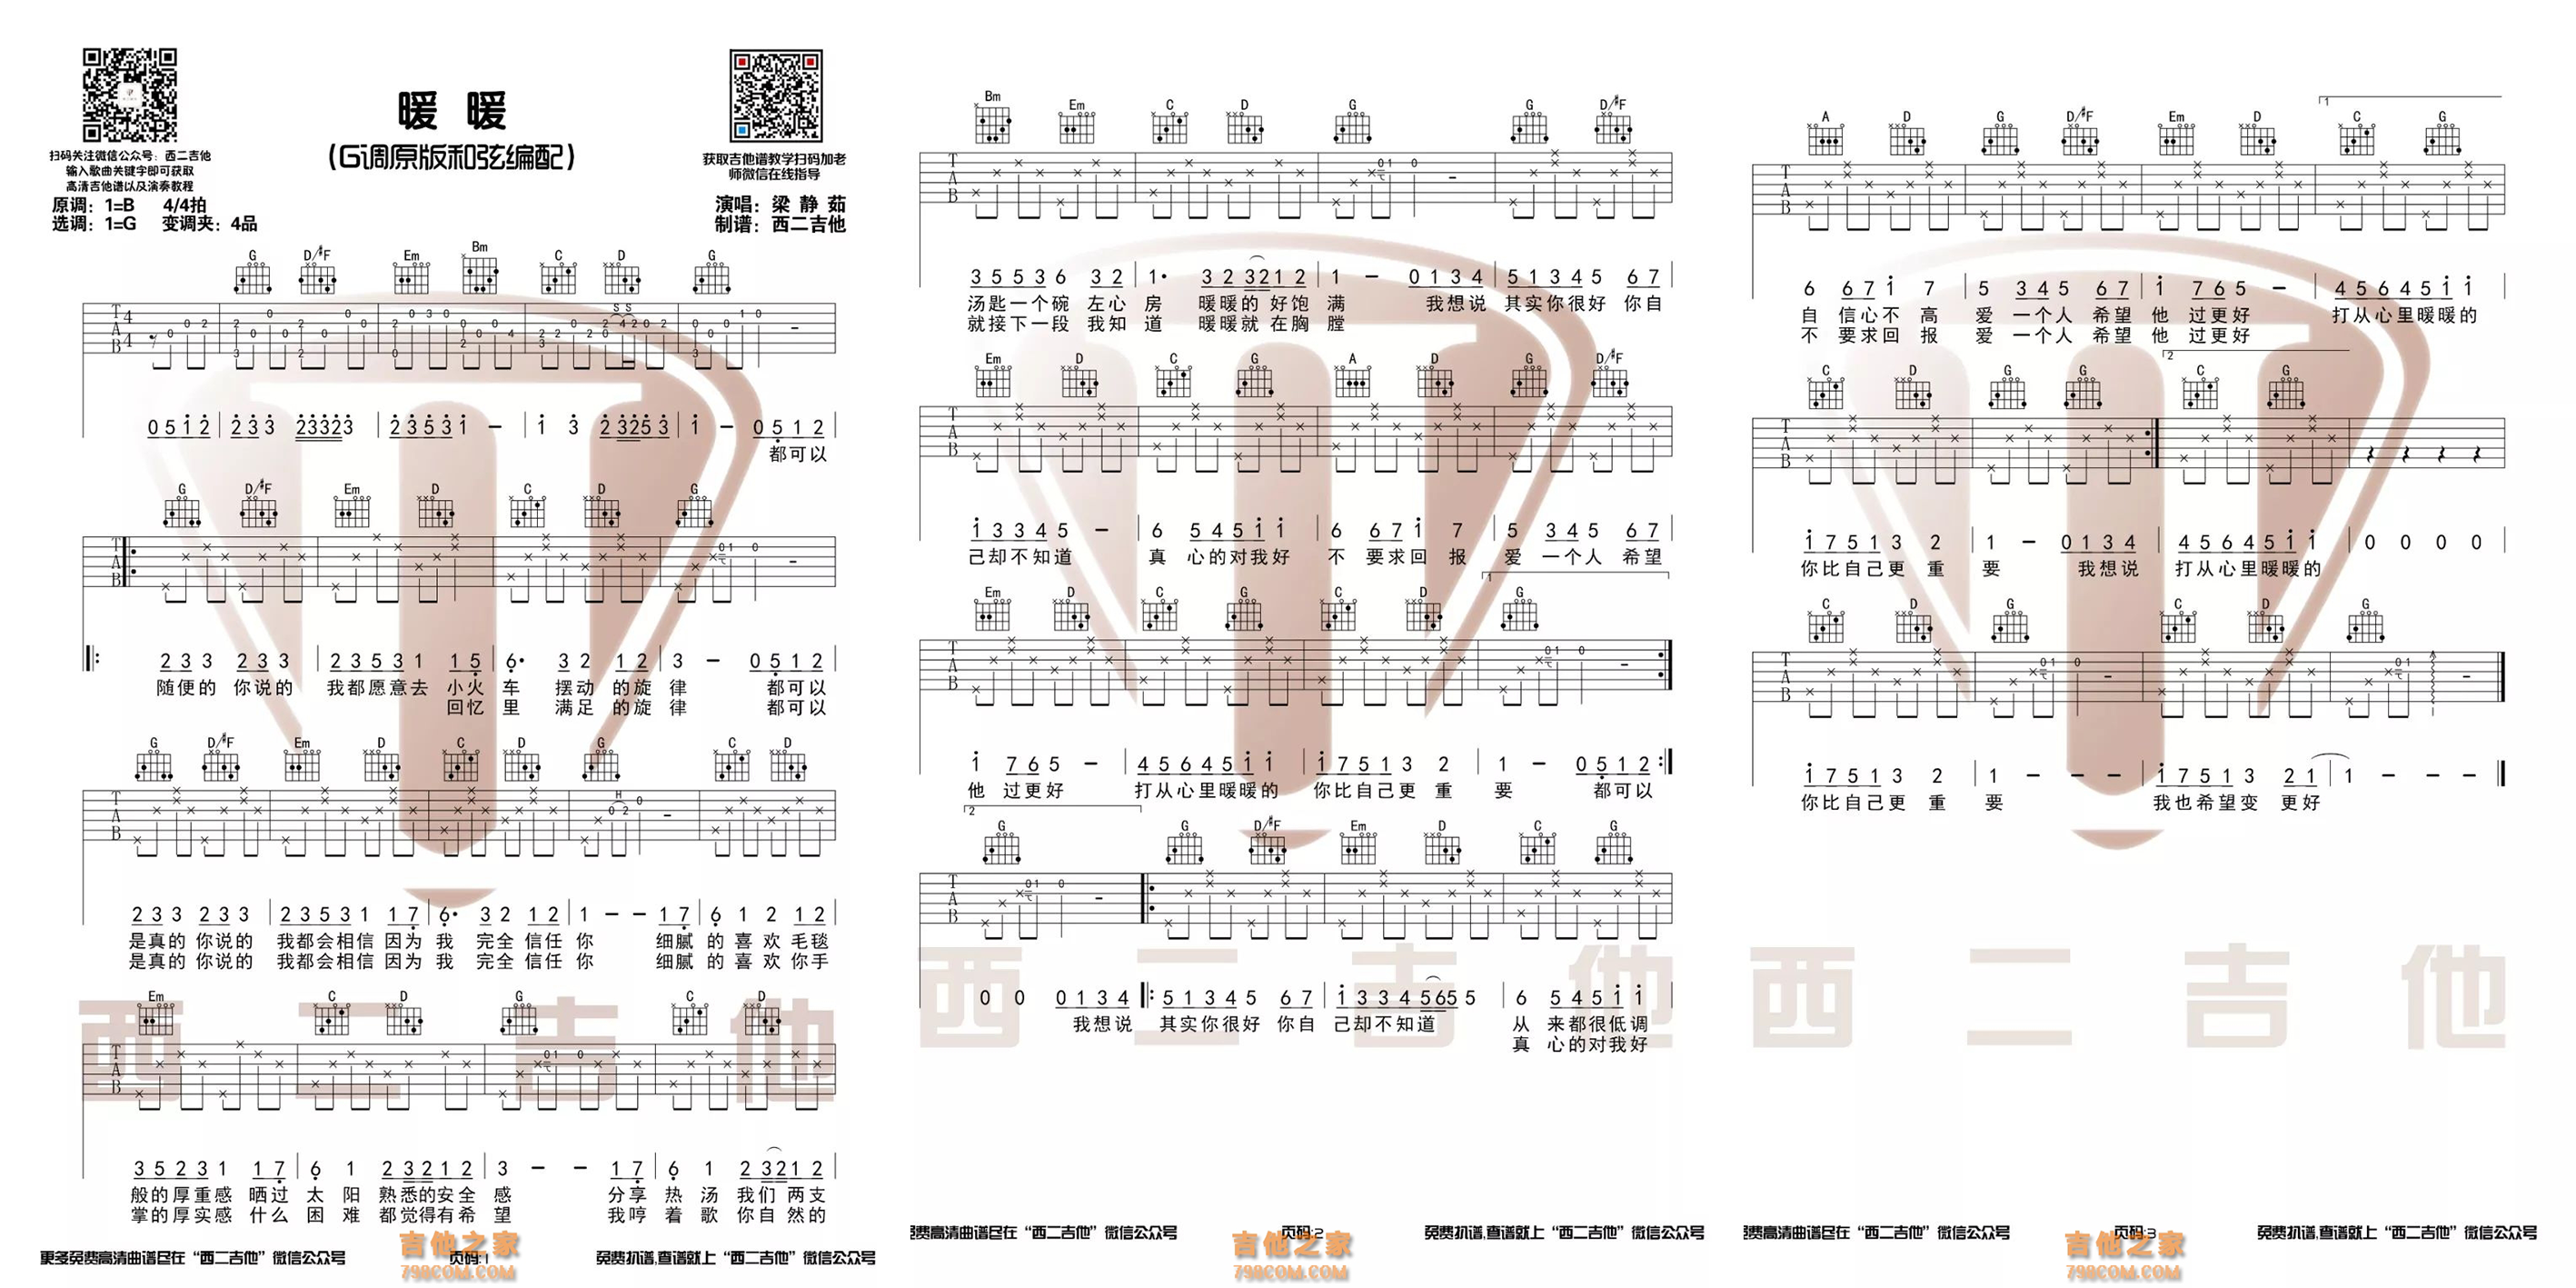 暖 暖
(G调原版和弦编配)
扫码关注微信公众号：西二吉他
输入歌曲关键字即可获取
高清吉他谱以及演奏教程
获取吉他谱教学扫码加老
师微信在线指导
原调：1=B 4/4拍
选调：1=G 变调夹：4品
演唱：梁 静 茹
制谱：西二吉他
G D/#F Em Bm C D G
0 5 1 2 | 2 3 3 2 3 3 2 3 | 2 3 5 3 1 － | 1 3 2 3 2 5 3 | 1 － 0 5 1 2
都可以
G D/#F Em D C D G
2 3 3 2 3 3 | 2 3 5 3 1 1 5 | 6· 3 2 1 2 | 3 － 0 5 1 2
随便的 你说的 我都愿意去 小火 车 摆动 的旋 律 都可以
回忆 里 满足 的旋 律 都可以
G D/#F Em D C D G C D
2 3 3 2 3 3 | 2 3 5 3 1 1 7 | 6· 3 2 1 2 | 1 － － 1 7 | 6 1 2 1 2
是真的 你说的 我都会相信 因为 我 完全 信任 你 细腻 的 喜 欢 毛毯
是真的 你说的 我都会相信 因为 我 完全 信任 你 细腻 的 喜 欢 你手
Em C D G C D
3 5 2 3 1 1 7 | 6 1 2 3 2 1 2 | 3 － － 1 7 | 6 1 2 3 2 1 2
般的厚重感 晒过 太 阳 熟悉的安全 感 分享 热 汤 我们 两支
掌的厚实感 什么 困 难 都觉得有希 望 我哼 着 歌 你自 然的
更多免费高清曲谱尽在“西二吉他”微信公众号 页码:1 免费扒谱,查谱就上“西二吉他”微信公众号
吉他之家
798COM.COM
Bm Em C D G G D/#F
3 5 5 3 6 3 2 | 1· 3 2 3 2 1 2 | 1 － 0 1 3 4 | 5 1 3 4 5 6 7
汤匙一个碗 左心 房 暖暖的 好饱 满 我想说 其实你很好 你自
就接下一段 我知 道 暖暖就 在胸 膛
Em D C G A D G D/#F
1 3 3 4 5 － | 6 5 4 5 1 1 | 6 6 7 1 7 | 5 3 4 5 6 7
己却不知道 真 心的对我好 不 要求回 报 爱 一个人 希望
Em D C G C D G
1 7 6 5 － | 4 5 6 4 5 1 1 | 1 7 5 1 3 2 | 1 － 0 5 1 2
他 过更好 打从心里暖暖的 你比自己更 重 要 都可以
G G D/#F Em D C G
0 0 0 1 3 4 | 5 1 3 4 5 6 7 | 1 3 3 4 5 6 5 5 | 6 5 4 5 1 1
我想说 其实你很好 你自 己却不知道 从 来都很低调
真 心的对我好
西二吉他
免费高清曲谱尽在“西二吉他”微信公众号 页码:2 免费扒谱,查谱就上“西二吉他”微信公众号
吉他之家
798COM.COM
A D G D/#F Em D C G
6 6 7 1 7 | 5 3 4 5 6 7 | 1 7 6 5 － | 4 5 6 4 5 1 1
自 信心不 高 爱 一个人 希望 他 过更好 打从心里暖暖的
不 要求回 报 爱 一个人 希望 他 过更好
C D G G C G
1 7 5 1 3 2 | 1 － 0 1 3 4 | 4 5 6 4 5 1 1 | 0 0 0 0
你比自己更 重 要 我想说 打从心里暖暖的
C D G C D G
1 7 5 1 3 2 | 1 － － － | 1 7 5 1 3 2 1 | 1 － － －
你比自己更 重 要 我也希望变 更好
西二吉他
免费高清曲谱尽在“西二吉他”微信公众号 页码:3 免费扒谱,查谱就上“西二吉他”微信公众号
吉他之家
798COM.COM